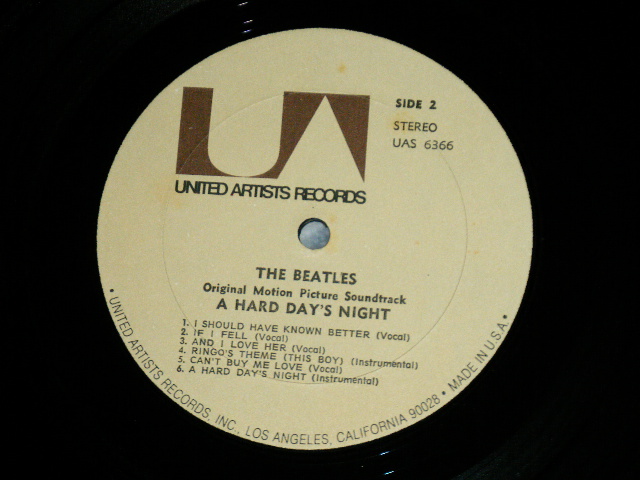 UA
SIDE 2
STEREO
UAS 6366
UNITED ARTISTS RECORDS
THE BEATLES
Original Motion Picture Soundtrack
A HARD DAY'S NIGHT
1. I SHOULD HAVE KNOWN BETTER (Vocal)
2. IF I FELL (Vocal)
3. AND I LOVE HER (Vocal)
4. RINGO'S THEME (THIS BOY) (Instrumental)
5. CAN'T BUY ME LOVE (Vocal)
6. A HARD DAY'S NIGHT (Instrumental)
• UNITED ARTISTS RECORDS, INC., LOS ANGELES, CALIFORNIA 90028 • MADE IN U.S.A. •